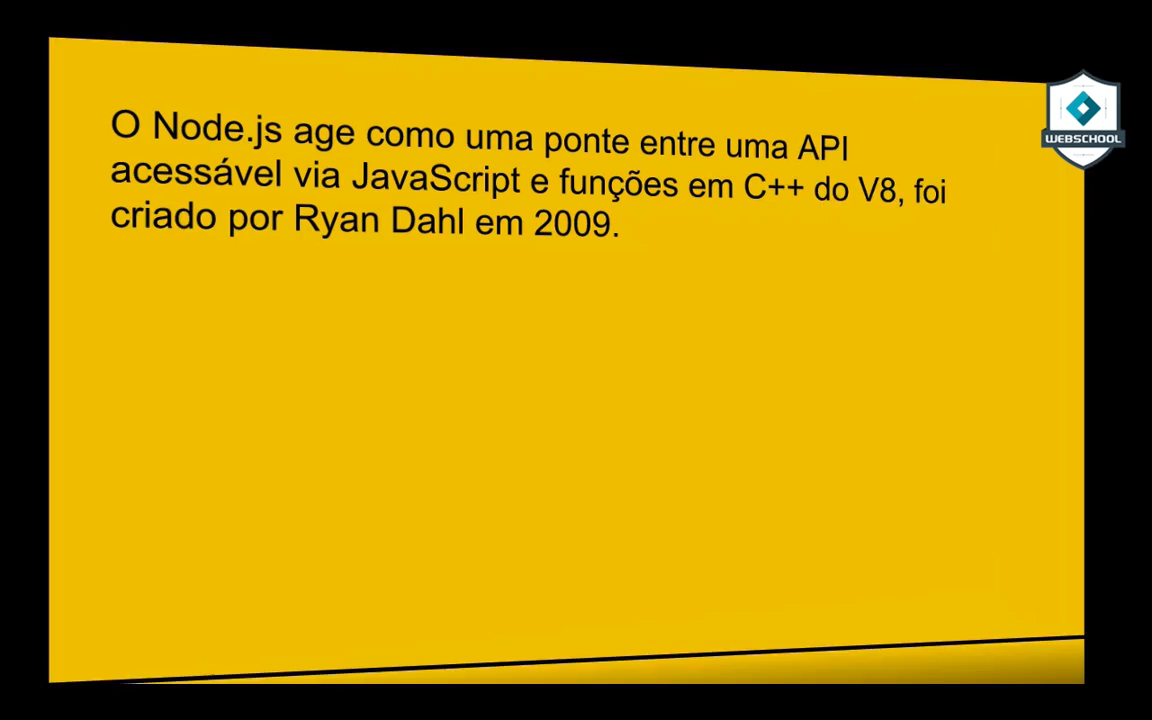 O Node.js age como uma ponte entre uma API
acessável via JavaScript e funções em C++ do V8, foi
criado por Ryan Dahl em 2009.
WEBSCHOOL